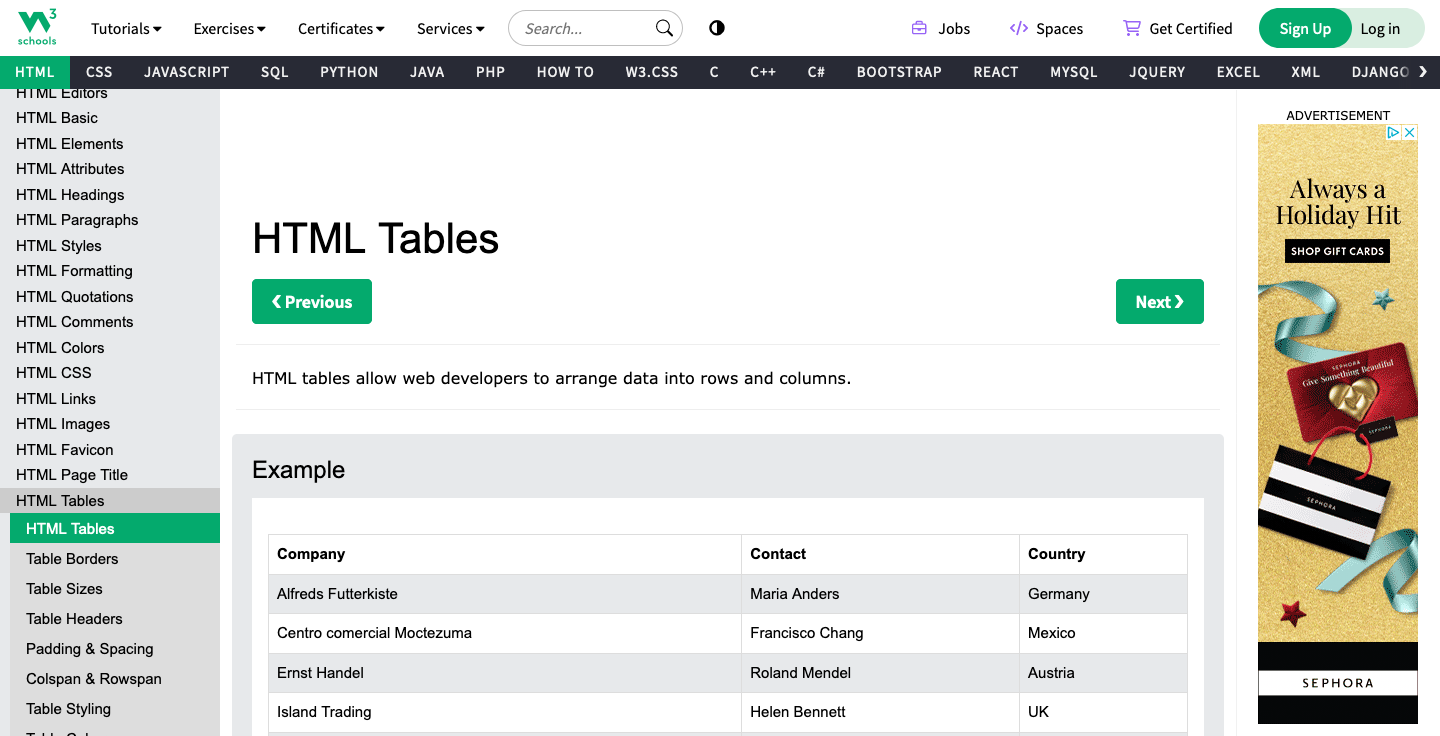 W3 schools
Tutorials Exercises Certificates Services Search... Jobs Spaces Get Certified Sign Up Log in
HTML CSS JAVASCRIPT SQL PYTHON JAVA PHP HOW TO W3.CSS C C++ C# BOOTSTRAP REACT MYSQL JQUERY EXCEL XML DJANGO
HTML Editors
HTML Basic
HTML Elements
HTML Attributes
HTML Headings
HTML Paragraphs
HTML Styles
HTML Formatting
HTML Quotations
HTML Comments
HTML Colors
HTML CSS
HTML Links
HTML Images
HTML Favicon
HTML Page Title
HTML Tables
HTML Tables
Table Borders
Table Sizes
Table Headers
Padding & Spacing
Colspan & Rowspan
Table Styling
HTML Tables
❮ Previous
Next ❯
HTML tables allow web developers to arrange data into rows and columns.
Example
Company Contact Country
Alfreds Futterkiste Maria Anders Germany
Centro comercial Moctezuma Francisco Chang Mexico
Ernst Handel Roland Mendel Austria
Island Trading Helen Bennett UK
ADVERTISEMENT
Always a
Holiday Hit
SHOP GIFT CARDS
SEPHORA
Give Something Beautiful
SEPHORA
SEPHORA
SEPHORA